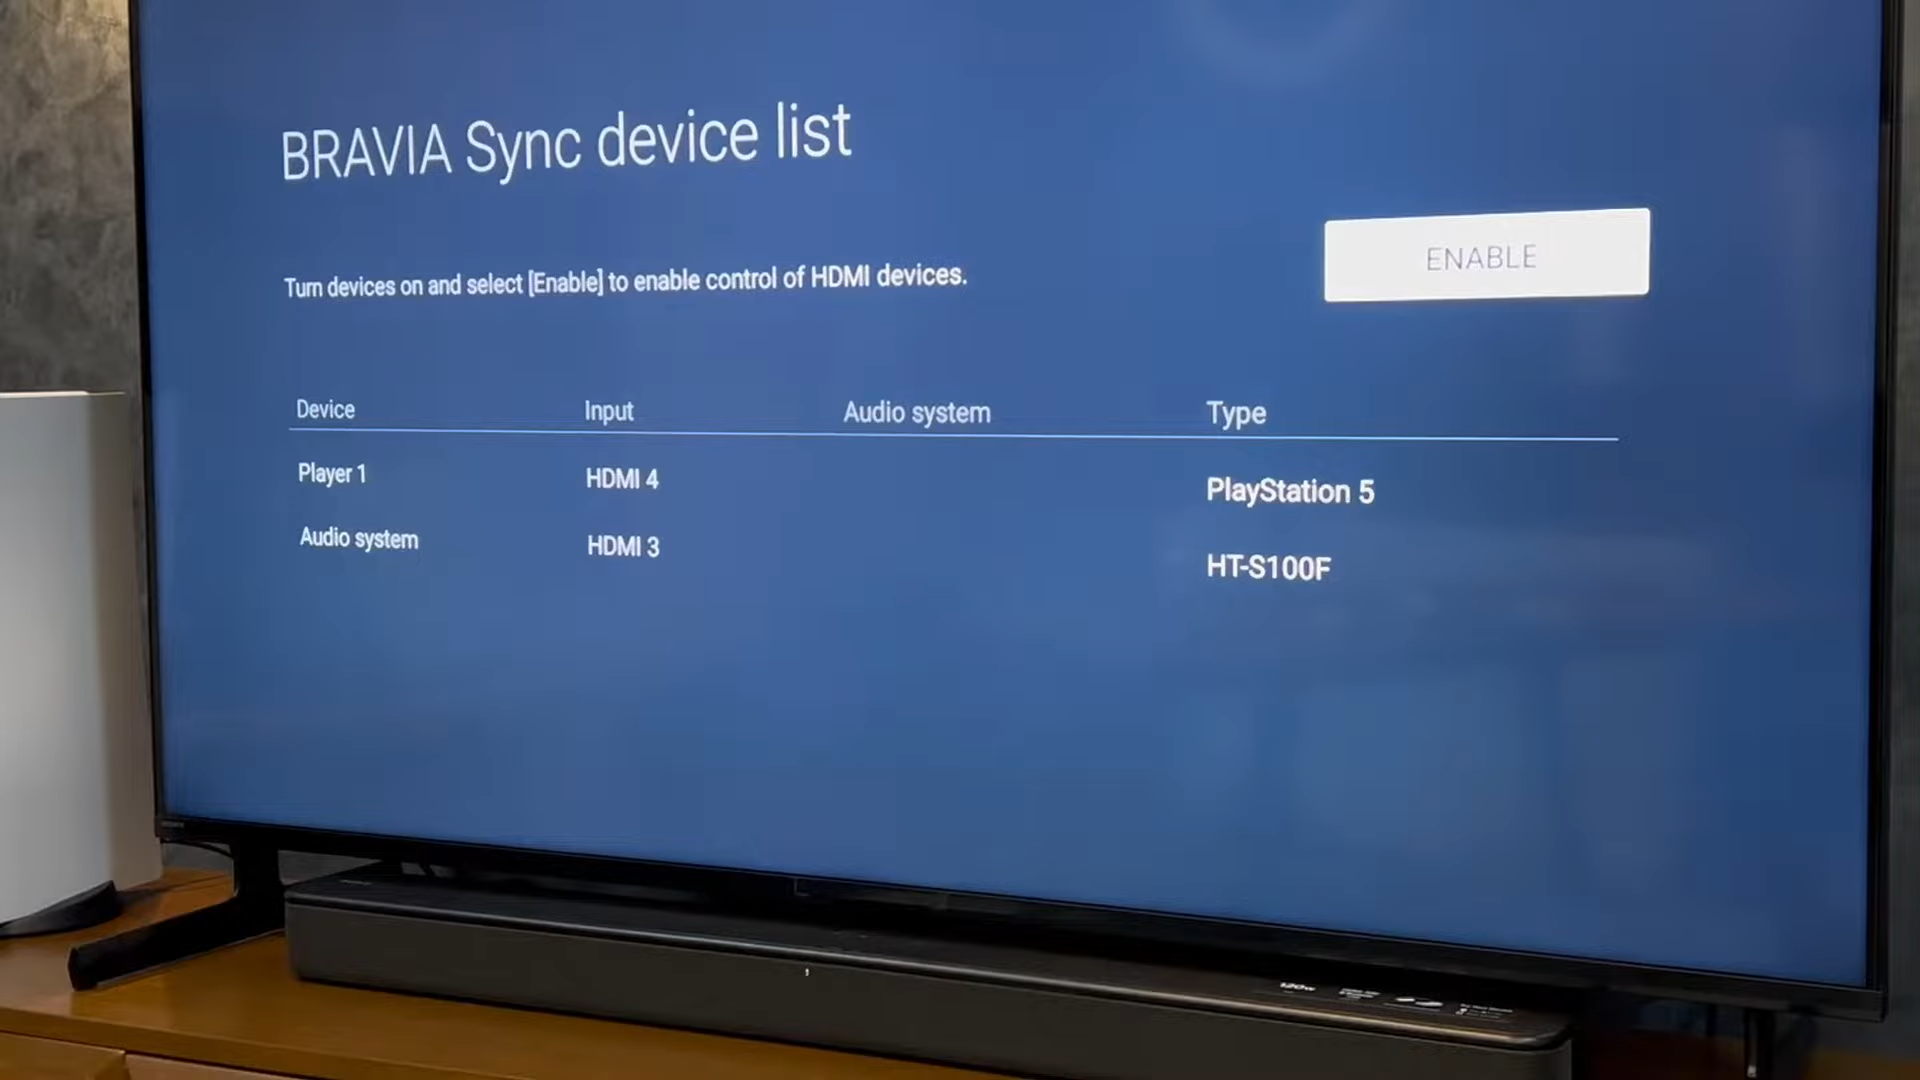 BRAVIA Sync device list
ENABLE
Turn devices on and select [Enable] to enable control of HDMI devices.
Device Input Audio system Type
Player 1 HDMI 4 PlayStation 5
Audio system HDMI 3 HT-S100F
120W